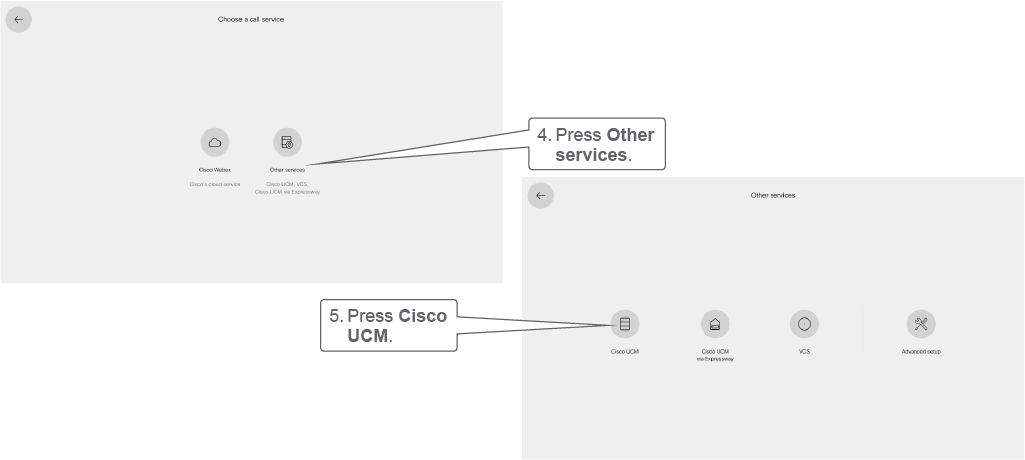 Choose a call service
Cisco Webex
Cisco's cloud service
Other services
Cisco UCM, VCS,
Cisco UCM via Expressway
4. Press Other
services.
Other services
5. Press Cisco
UCM.
Cisco UCM
Cisco UCM
via Expressway
VCS
Advanced setup